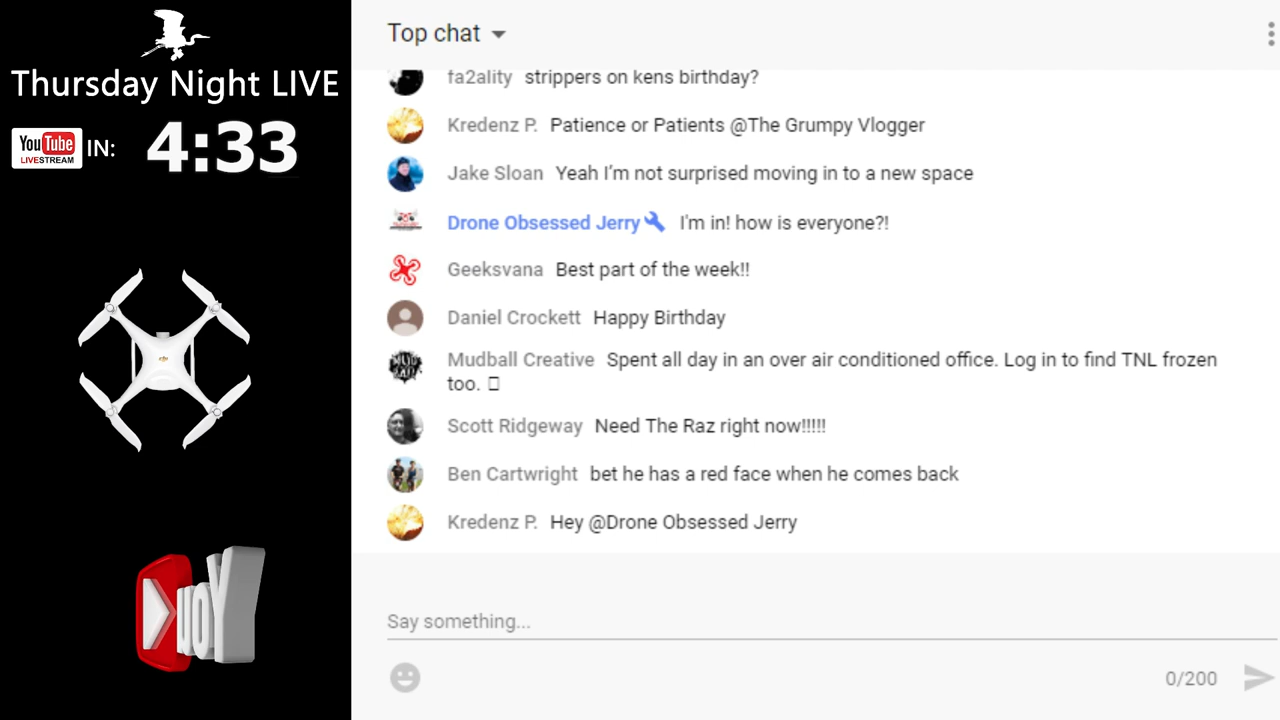 Thursday Night LIVE
YouTube
LIVESTREAM
IN:
4:33
YOU
Top chat
fa2ality strippers on kens birthday?
Kredenz P. Patience or Patients @The Grumpy Vlogger
Jake Sloan Yeah I'm not surprised moving in to a new space
Drone Obsessed Jerry I'm in! how is everyone?!
Geeksvana Best part of the week!!
Daniel Crockett Happy Birthday
Mudball Creative Spent all day in an over air conditioned office. Log in to find TNL frozen
too.
Scott Ridgeway Need The Raz right now!!!!!
Ben Cartwright bet he has a red face when he comes back
Kredenz P. Hey @Drone Obsessed Jerry
Say something...
0/200